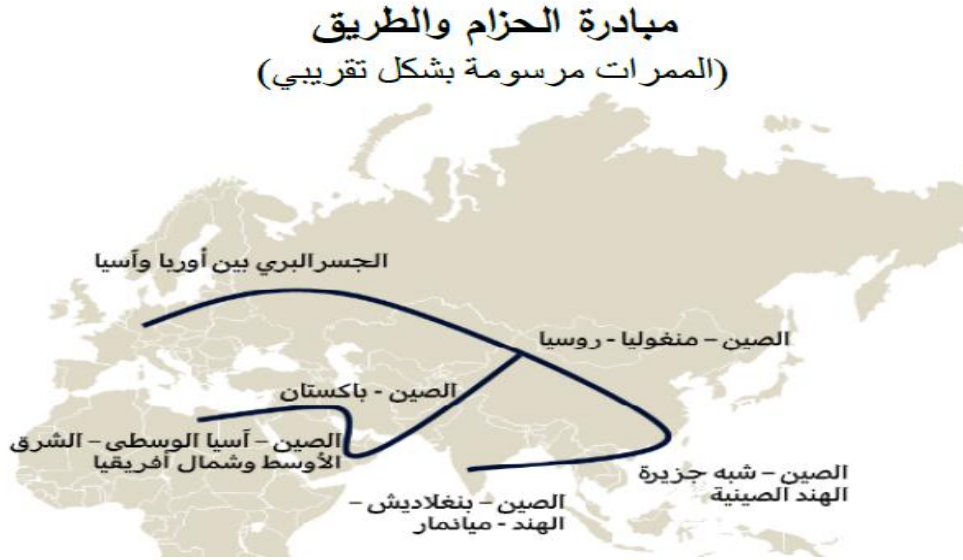 مبادرة الحزام والطريق
(الممرات مرسومة بشكل تقريبي)
الجسر البري بين أوربا وآسيا
الصين – منغوليا - روسيا
الصين - باكستان
الصين – آسيا الوسطى – الشرق
الأوسط وشمال أفريقيا
الصين – شبه جزيرة
الهند الصينية
الصين – بنغلاديش –
الهند - ميانمار